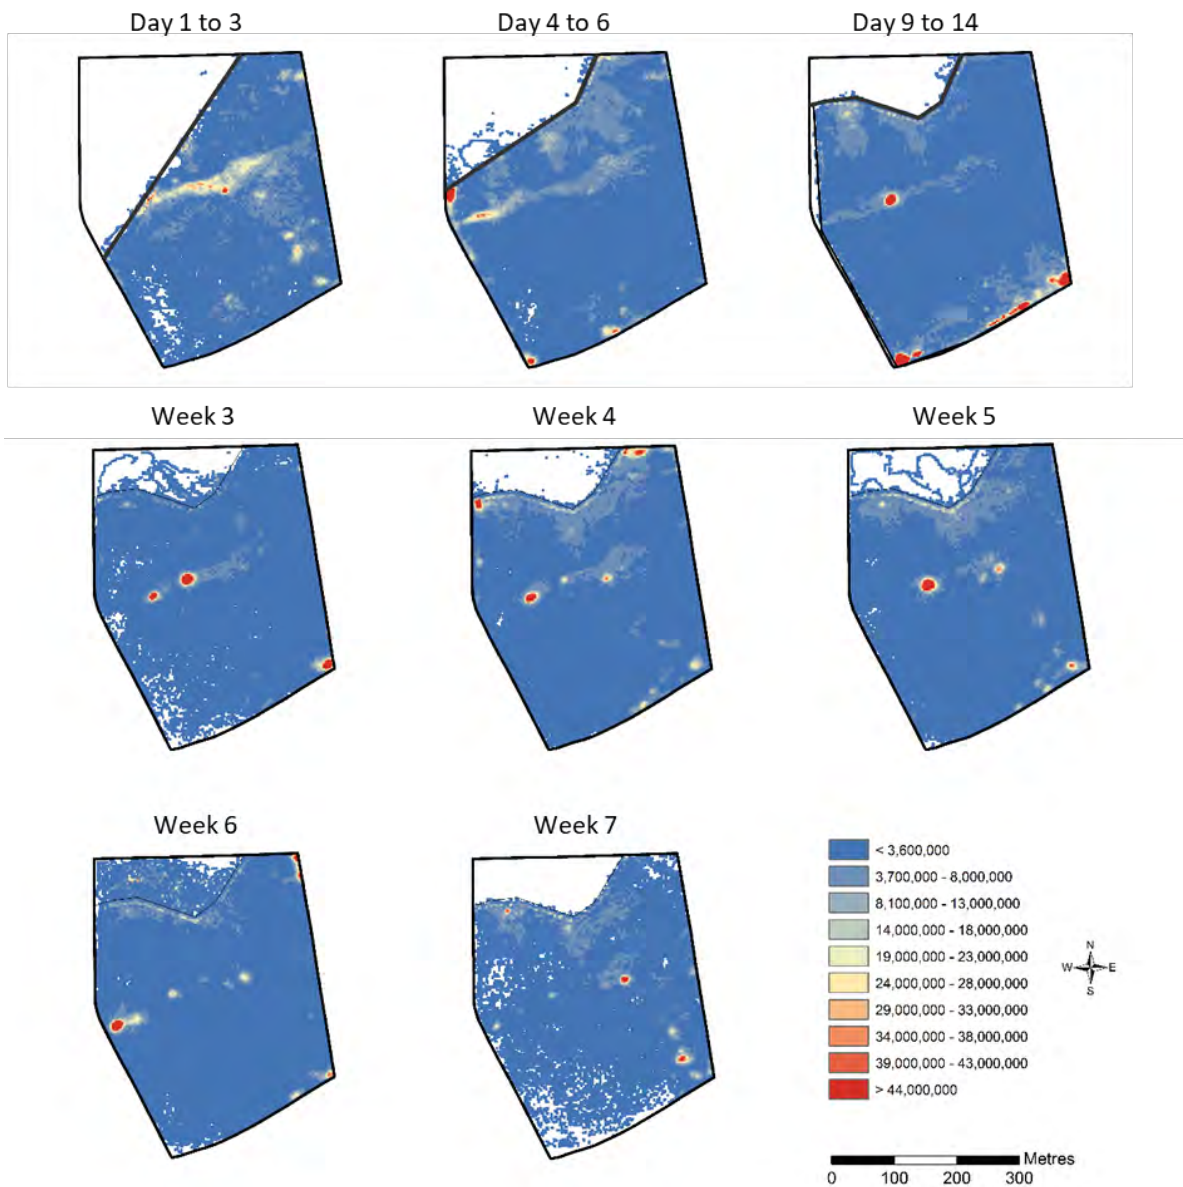 Day 1 to 3
Day 4 to 6
Day 9 to 14
Week 3
Week 4
Week 5
Week 6
Week 7
< 3,600,000
3,700,000 - 8,000,000
8,100,000 - 13,000,000
14,000,000 - 18,000,000
19,000,000 - 23,000,000
24,000,000 - 28,000,000
29,000,000 - 33,000,000
34,000,000 - 38,000,000
39,000,000 - 43,000,000
> 44,000,000
N
W E
S
Metres
0 100 200 300